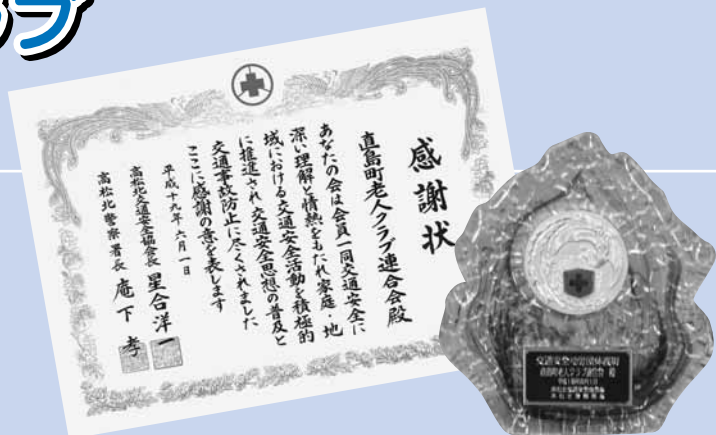 ラブ
感謝状
直島町老人クラブ連合会殿
あなたの会は会員一同交通安全に
深い理解と情熱をもたれ家庭・地
域における交通安全活動を積極的
に推進され交通安全思想の普及と
交通事故防止に尽くされました
ここに感謝の意を表します
平成十九年六月一日
高松北交通安全協会長 星合洋一
高松北警察署長 庵下孝